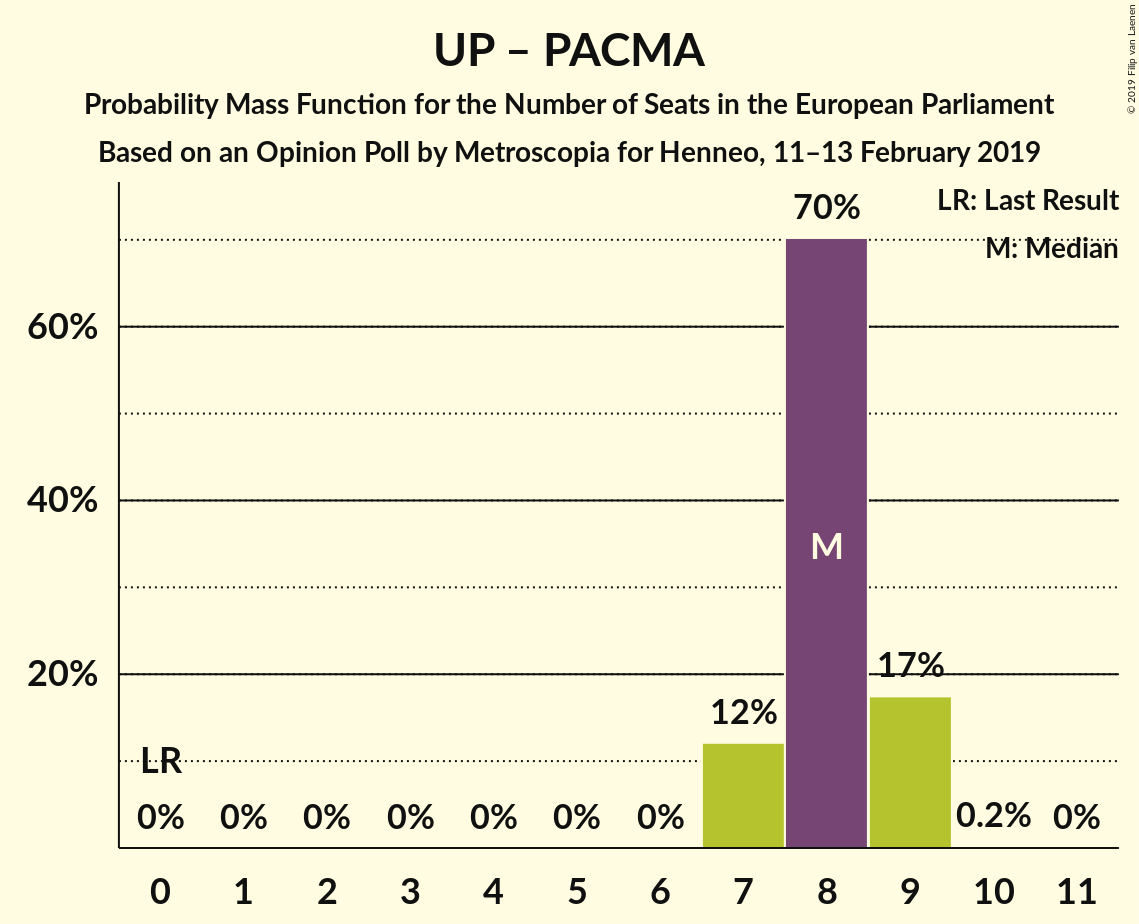 UP – PACMA
Probability Mass Function for the Number of Seats in the European Parliament
Based on an Opinion Poll by Metroscopia for Henneo, 11–13 February 2019
© 2019 Filip van Laenen
LR: Last Result
M: Median
70%
60%
40%
M
20%
17%
12%
LR
0% 0% 0% 0% 0% 0% 0% 0.2% 0%
0 1 2 3 4 5 6 7 8 9 10 11